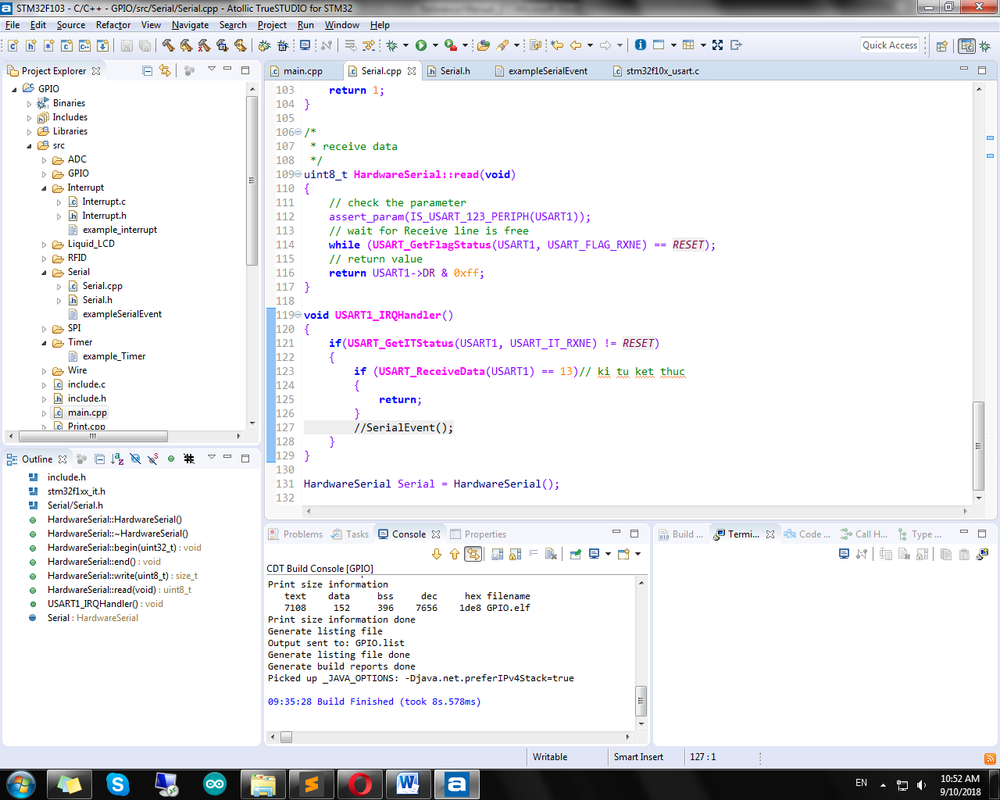 STM32F103 - C/C++ - GPIO/src/Serial/Serial.cpp - Atollic TrueSTUDIO for STM32
File Edit Source Refactor View Navigate Search Project Run Window Help
Quick Access
Project Explorer
GPIO
Binaries
Includes
Libraries
src
ADC
GPIO
Interrupt
Interrupt.c
Interrupt.h
example_interrupt
Liquid_LCD
RFID
Serial
Serial.cpp
Serial.h
exampleSerialEvent
SPI
Timer
example_Timer
Wire
include.c
include.h
main.cpp
Print.cpp
main.cpp Serial.cpp Serial.h exampleSerialEvent stm32f10x_usart.c
103 return 1;
104 }
105
106 /*
107 * receive data
108 */
109 uint8_t HardwareSerial::read(void)
110 {
111 // check the parameter
112 assert_param(IS_USART_123_PERIPH(USART1));
113 // wait for Receive line is free
114 while (USART_GetFlagStatus(USART1, USART_FLAG_RXNE) == RESET);
115 // return value
116 return USART1->DR & 0xff;
117 }
118
119 void USART1_IRQHandler()
120 {
121 if(USART_GetITStatus(USART1, USART_IT_RXNE) != RESET)
122 {
123 if (USART_ReceiveData(USART1) == 13)// ki tu ket thuc
124 {
125 return;
126 }
127 //SerialEvent();
128 }
129 }
130
131 HardwareSerial Serial = HardwareSerial();
132
Outline
include.h
stm32f1xx_it.h
Serial/Serial.h
HardwareSerial::HardwareSerial()
HardwareSerial::~HardwareSerial()
HardwareSerial::begin(uint32_t) : void
HardwareSerial::end() : void
HardwareSerial::write(uint8_t) : size_t
HardwareSerial::read(void) : uint8_t
USART1_IRQHandler() : void
Serial : HardwareSerial
Problems Tasks Console Properties
CDT Build Console [GPIO]
Print size information
text data bss dec hex filename
7108 152 396 7656 1de8 GPIO.elf
Print size information done
Generate listing file
Output sent to: GPIO.list
Generate listing file done
Generate build reports done
Picked up _JAVA_OPTIONS: -Djava.net.preferIPv4Stack=true
09:35:28 Build Finished (took 8s.578ms)
Build ... Termi... Code ... Call H... Type ...
Writable Smart Insert 127 : 1
EN
10:52 AM
9/10/2018